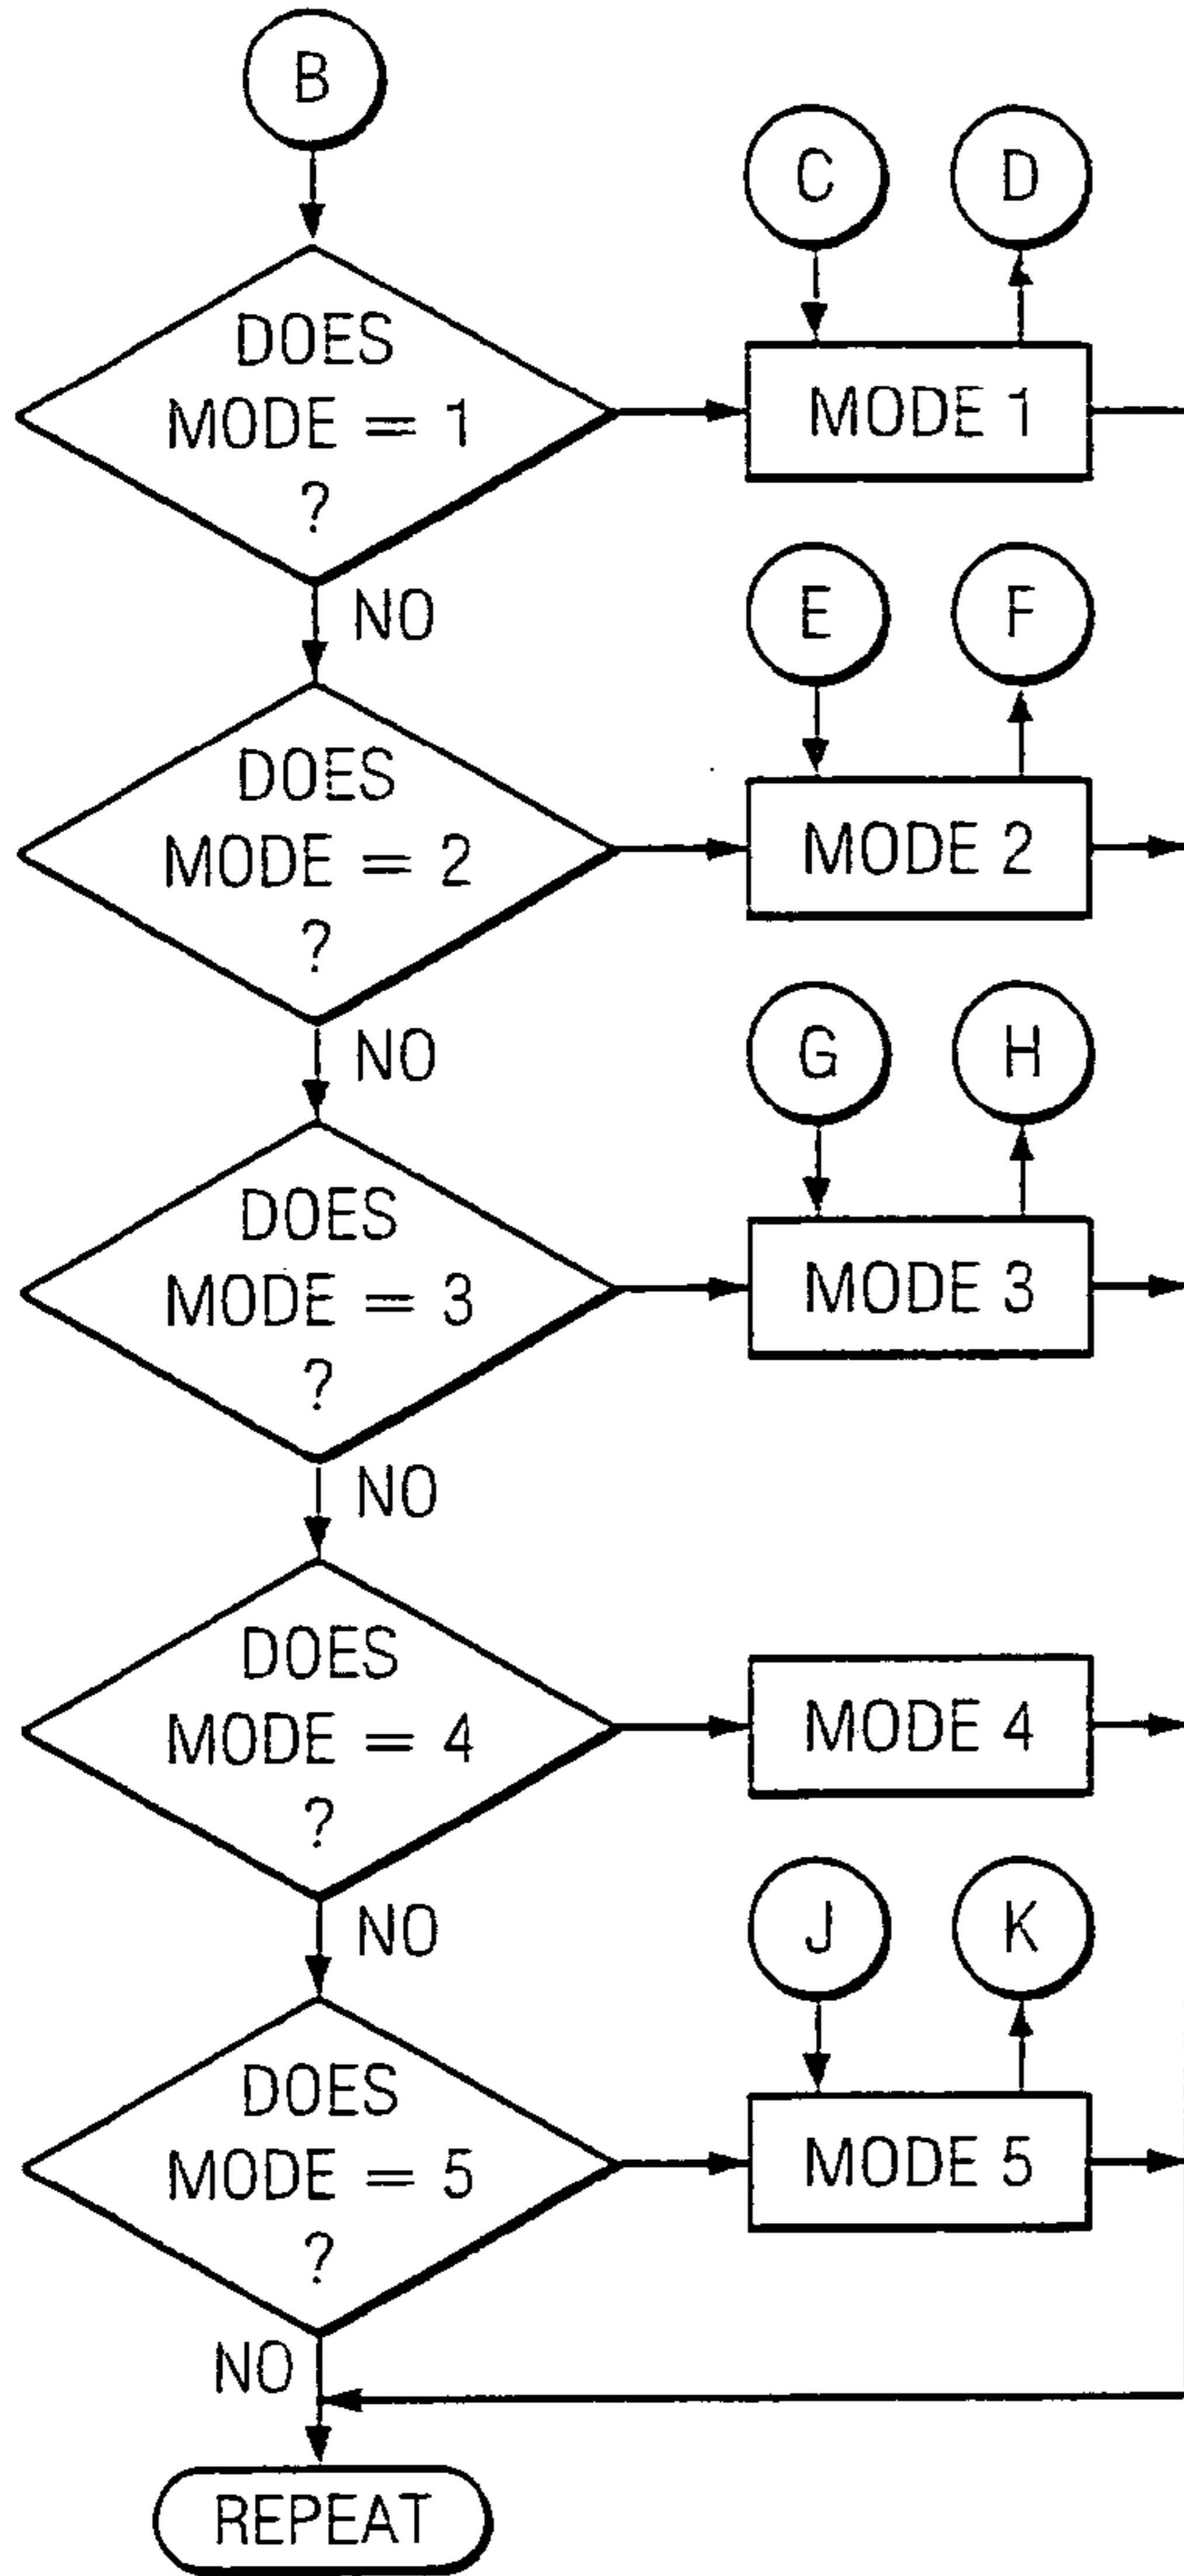 B
C
D
DOES
MODE = 1
?
MODE 1
NO
E
F
DOES
MODE = 2
?
MODE 2
NO
G
H
DOES
MODE = 3
?
MODE 3
NO
DOES
MODE = 4
?
MODE 4
NO
J
K
DOES
MODE = 5
?
MODE 5
NO
REPEAT